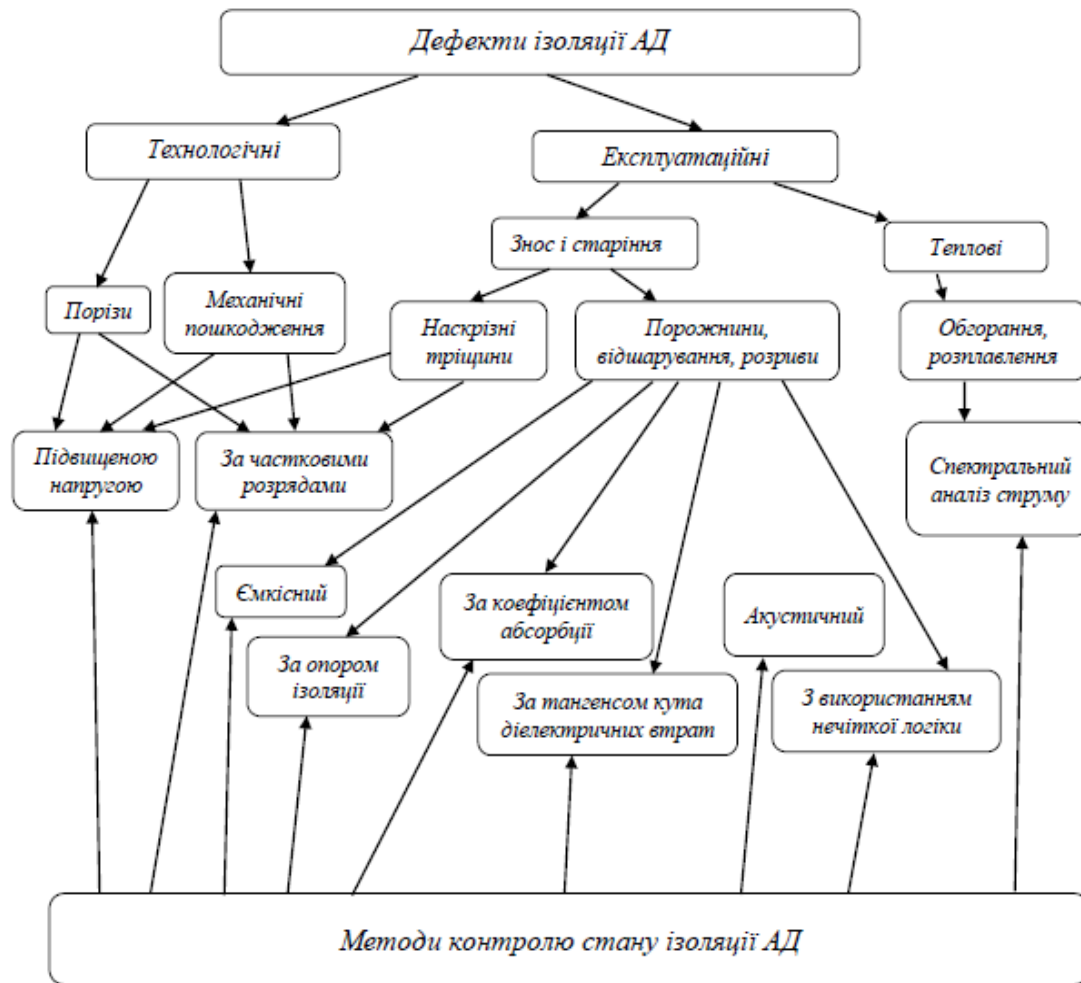 Дефекти ізоляції АД
Технологічні
Експлуатаційні
Знос і старіння
Теплові
Порізи
Механічні
пошкодження
Наскрізні
тріщини
Порожнини,
відшарування, розриви
Обгорання,
розплавлення
Підвищеною
напругою
За частковими
розрядами
Спектральний
аналіз струму
Ємкісний
За коефіцієнтом
абсорбції
Акустичний
За опором
ізоляції
За тангенсом кута
діелектричних втрат
З використанням
нечіткої логіки
Методи контролю стану ізоляції АД